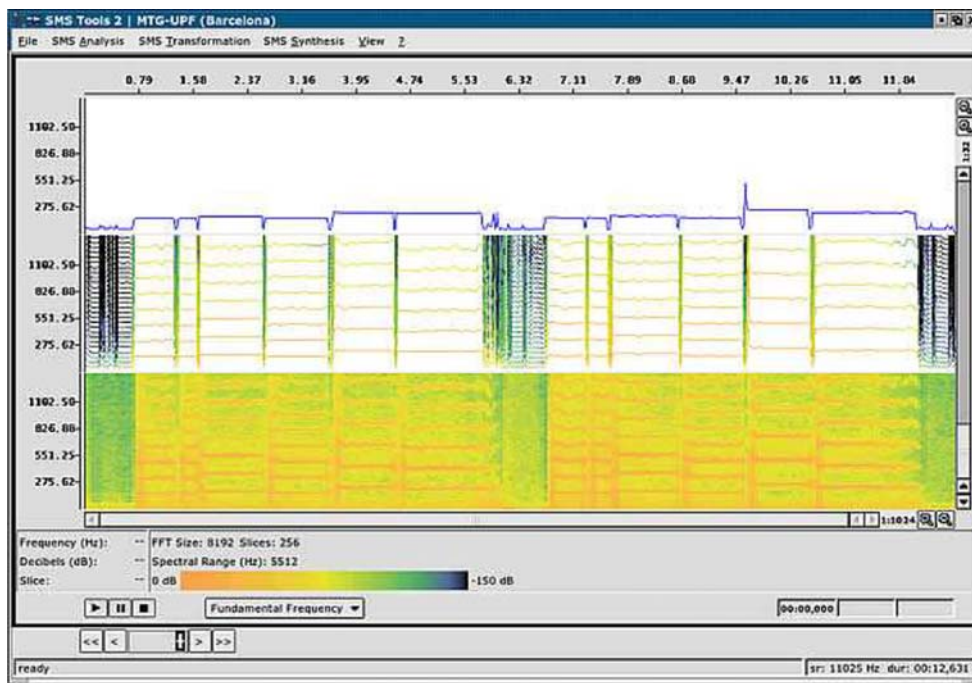 SMS Tools 2 | MTG-UPF (Barcelona)
File SMS Analysis SMS Transformation SMS Synthesis View ?
0.79 1.58 2.37 3.16 3.95 4.74 5.53 6.32 7.11 7.89 8.68 9.47 10.26 11.05 11.84
1102.50
826.88
551.25
275.62
1:32
1102.50
826.88
551.25
275.62
1102.50
826.88
551.25
275.62
1:1034
Frequency (Hz): -- FFT Size: 8192 Slices: 256
Decibels (dB): -- Spectral Range (Hz): 5512
Slice: -- 0 dB -150 dB
Fundamental Frequency 00:00,000
<< < > >>
ready sr: 11025 Hz dur: 00:12,631